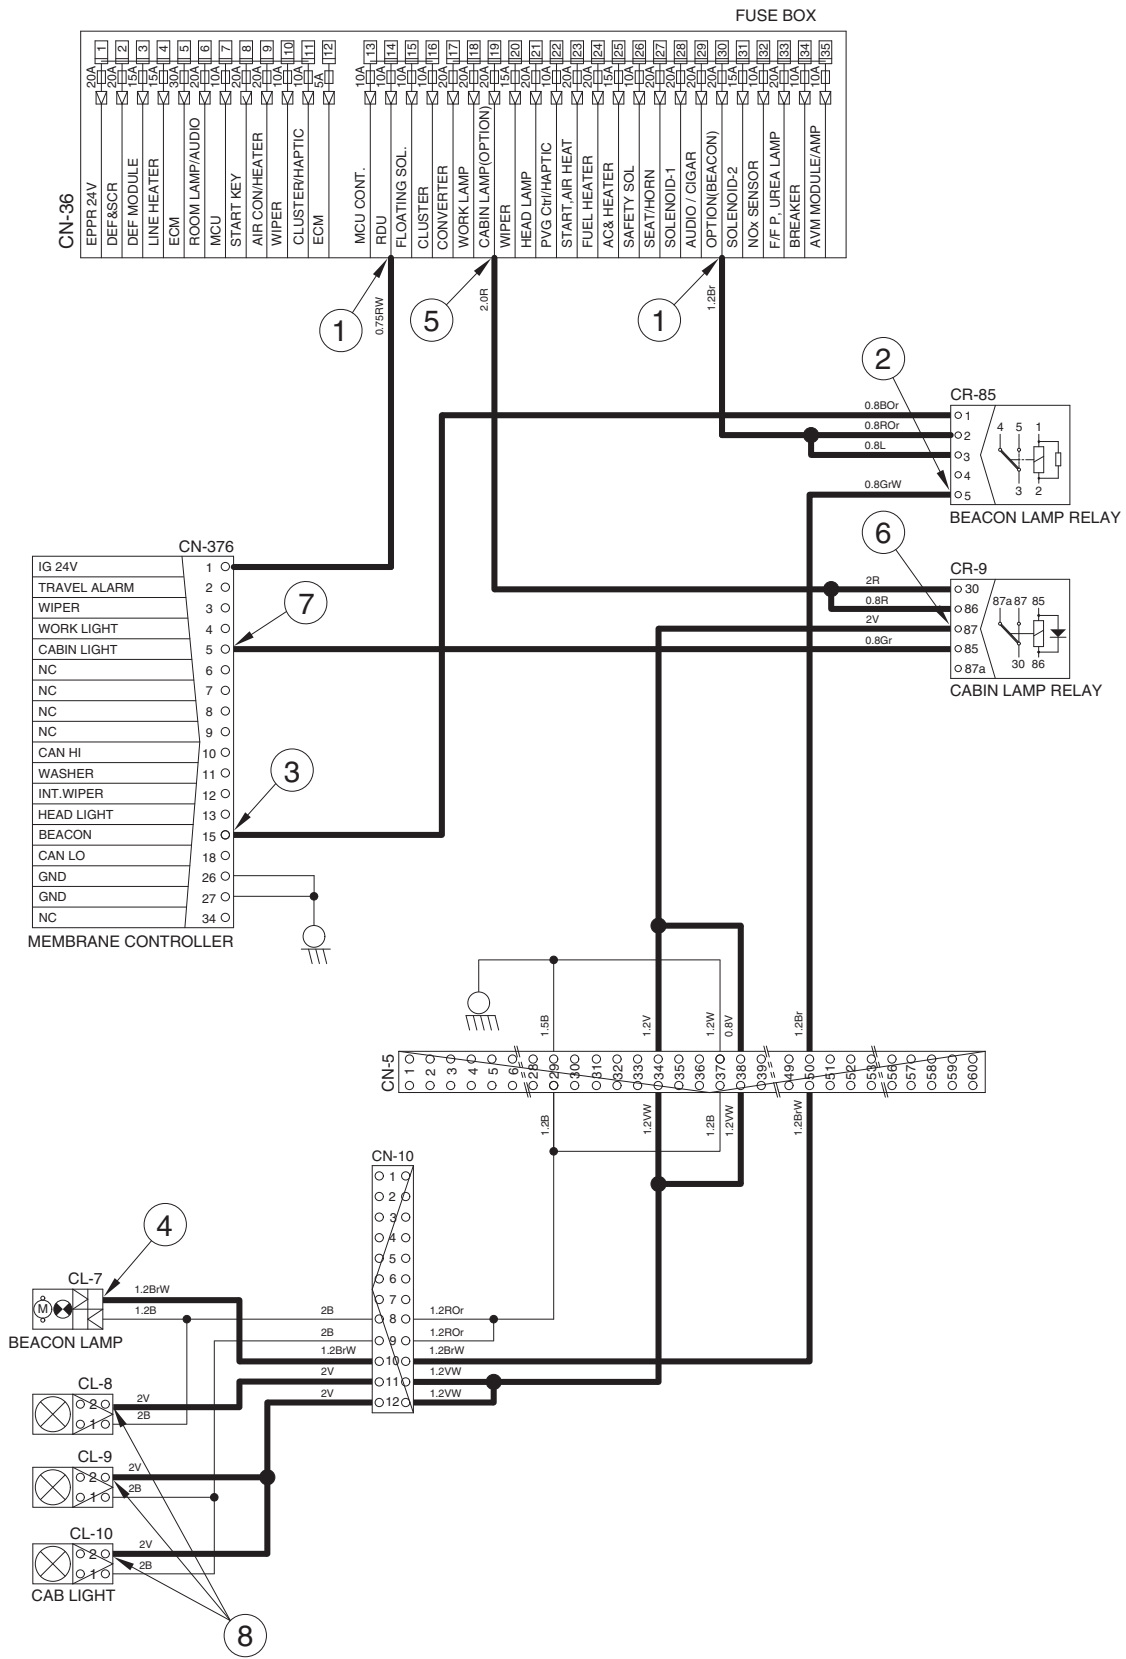 FUSE BOX
1 2 3 4 5 6 7 8 9 10 11 12 13 14 15 16 17 18 19 20 21 22 23 24 25 26 27 28 29 30 31 32 33 34 35
20A 20A 15A 15A 30A 20A 10A 20A 20A 10A 10A 5A 10A 10A 10A 10A 20A 20A 20A 15A 20A 10A 10A 20A 15A 10A 20A 10A 20A 20A 15A 10A 20A 10A 10A
CN-36
EPPR 24V
DEF&SCR
DEF MODULE
LINE HEATER
ECM
ROOM LAMP/AUDIO
MCU
START KEY
AIR CON/HEATER
WIPER
CLUSTER/HAPTIC
ECM
MCU CONT.
RDU
FLOATING SOL.
CLUSTER
CONVERTER
WORK LAMP
CABIN LAMP(OPTION)
WIPER
HEAD LAMP
PVG Ctrl/HAPTIC
START,AIR HEAT
FUEL HEATER
AC& HEATER
SAFETY SOL
SEAT/HORN
SOLENOID-1
AUDIO / CIGAR
OPTION(BEACON)
SOLENOID-2
NOx SENSOR
F/F P, UREA LAMP
BREAKER
AVM MODULE/AMP
1
0.75RW
5
2.0R
1
1.2Br
2
CR-85
0.8BOr
1
0.8ROr
2
0.8L
3
4
0.8GrW
5
4 5 1
3 2
BEACON LAMP RELAY
6
CR-9
2R
30
0.8R
86
2V
87
0.8Gr
85
87a
87a 87 85
30 86
CABIN LAMP RELAY
CN-376
IG 24V 1
TRAVEL ALARM 2
WIPER 3
WORK LIGHT 4
CABIN LIGHT 5
NC 6
NC 7
NC 8
NC 9
CAN HI 10
WASHER 11
INT.WIPER 12
HEAD LIGHT 13
BEACON 15
CAN LO 18
GND 26
GND 27
NC 34
MEMBRANE CONTROLLER
7
3
1.5B
1.2V
1.2W
0.8V
1.2Br
CN-5
1 2 3 4 5 6 28 29 30 31 32 33 34 35 36 37 38 39 49 50 51 52 53 56 57 58 59 60
1.2B
1.2VW
1.2B
1.2VW
1.2BrW
CN-10
1
2
3
4
5
6
7
2B 8 1.2ROr
2B 9 1.2ROr
1.2BrW 10 1.2BrW
2V 11 1.2VW
2V 12 1.2VW
4
CL-7
1.2BrW
M
1.2B
BEACON LAMP
CL-8
2 2V
1 2B
CL-9
2 2V
1 2B
CL-10
2 2V
1 2B
CAB LIGHT
8